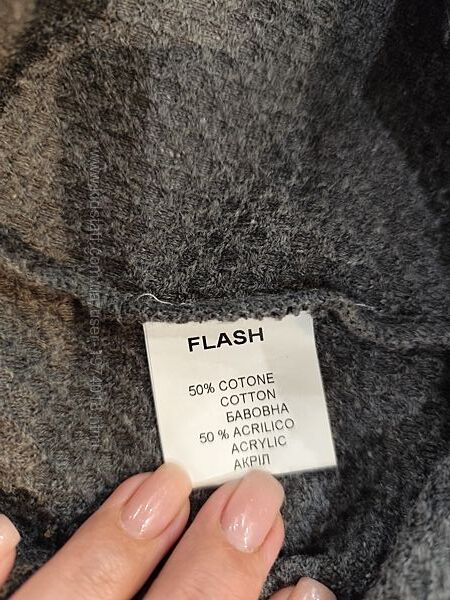 FLASH
50% COTONE
COTTON
БАВОВНА
50 % ACRILICO
ACRYLIC
АКРІЛ